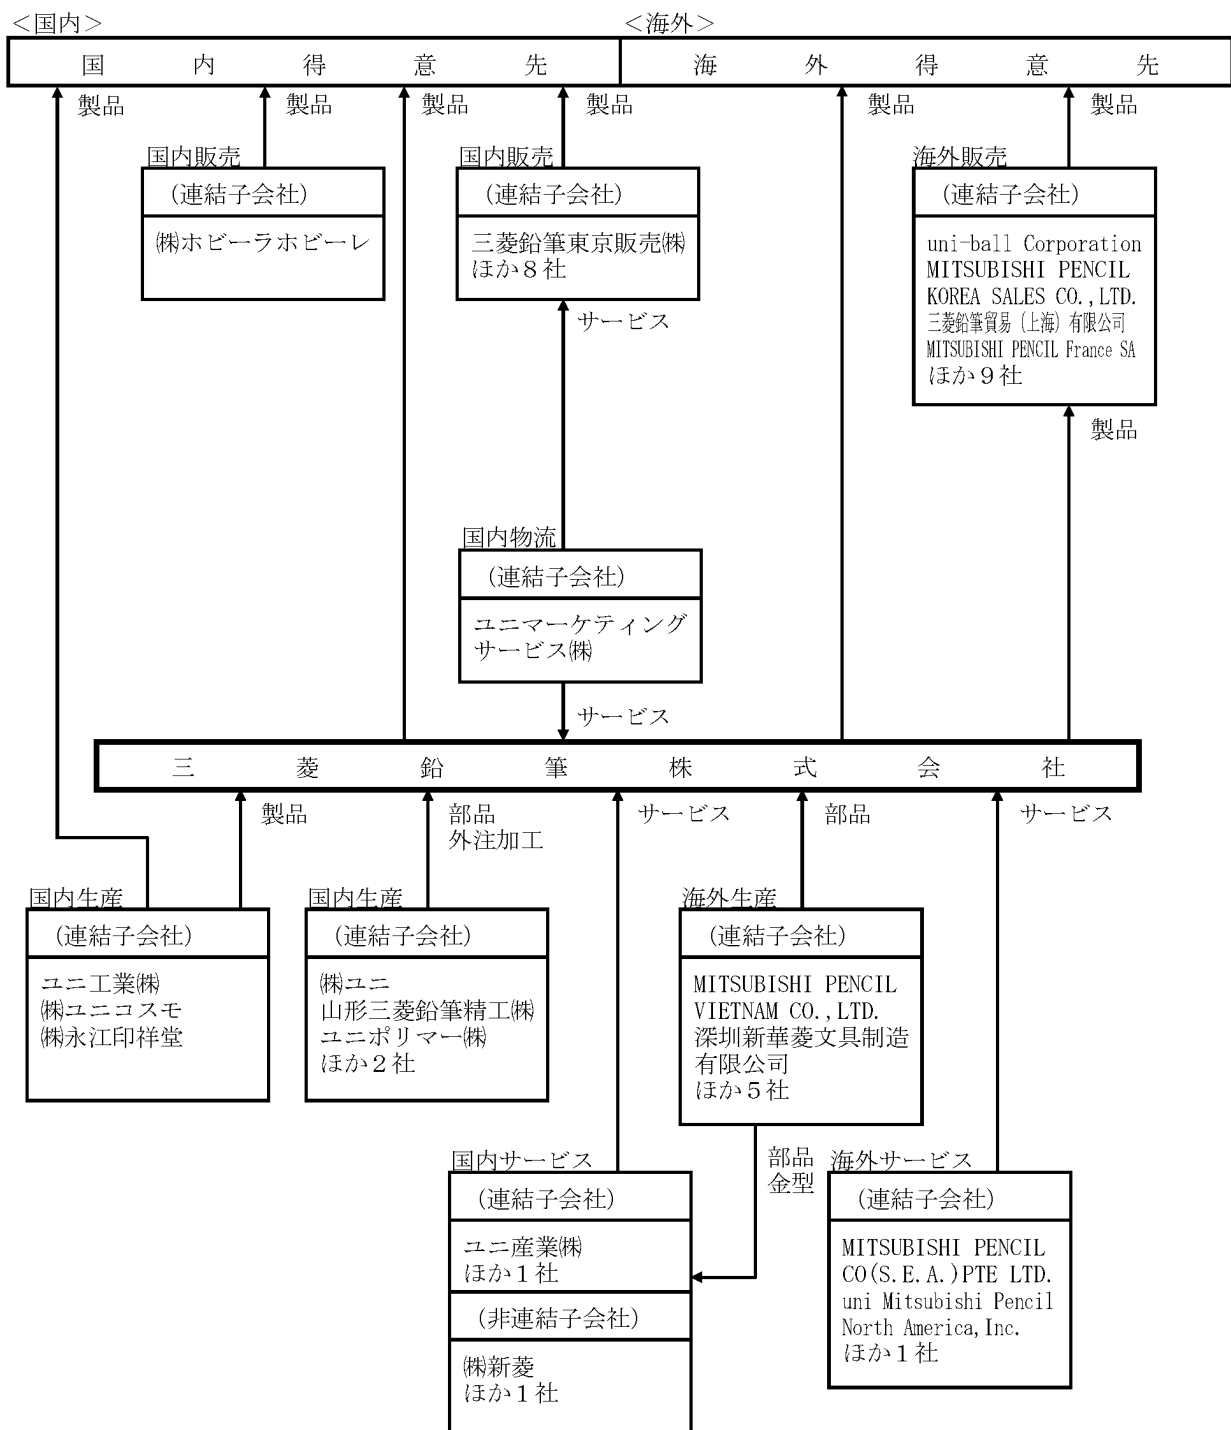 ＜国内＞
＜海外＞
国内得意先
海外得意先
製品
製品
製品
製品
製品
製品
国内販売
(連結子会社)
㈱ホビーラホビーレ
国内販売
(連結子会社)
三菱鉛筆東京販売㈱
ほか８社
サービス
海外販売
(連結子会社)
uni-ball Corporation
MITSUBISHI PENCIL
KOREA SALES CO.,LTD.
三菱鉛筆貿易（上海）有限公司
MITSUBISHI PENCIL France SA
ほか９社
製品
国内物流
(連結子会社)
ユニマーケティング
サービス㈱
サービス
三菱鉛筆株式会社
製品
部品
外注加工
サービス
部品
サービス
国内生産
(連結子会社)
ユニ工業㈱
㈱ユニコスモ
㈱永江印祥堂
国内生産
(連結子会社)
㈱ユニ
山形三菱鉛筆精工㈱
ユニポリマー㈱
ほか２社
海外生産
(連結子会社)
MITSUBISHI PENCIL
VIETNAM CO.,LTD.
深圳新華菱文具制造
有限公司
ほか５社
部品
金型
国内サービス
(連結子会社)
ユニ産業㈱
ほか１社
(非連結子会社)
㈱新菱
ほか１社
海外サービス
(連結子会社)
MITSUBISHI PENCIL
CO(S.E.A.)PTE LTD.
uni Mitsubishi Pencil
North America,Inc.
ほか１社